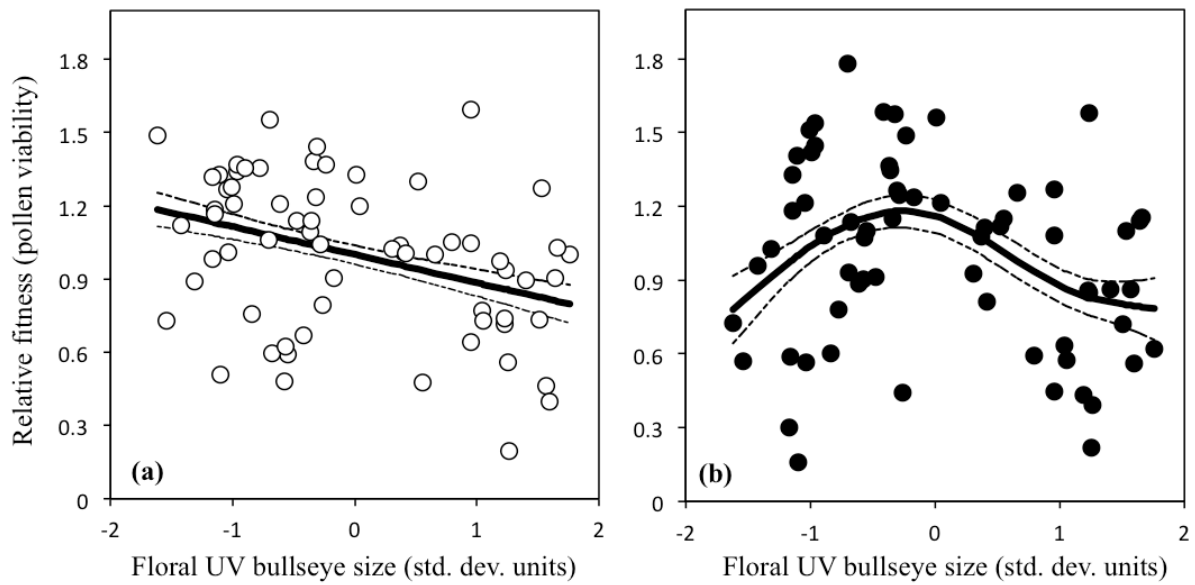 Relative fitness (pollen viability)
1.8
1.5
1.2
0.9
0.6
0.3
0
(a)
-2 -1 0 1 2
Floral UV bullseye size (std. dev. units)
1.8
1.5
1.2
0.9
0.6
0.3
0
(b)
-2 -1 0 1 2
Floral UV bullseye size (std. dev. units)